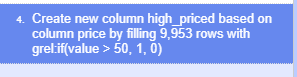 4. Create new column high_priced based on
column price by filling 9,953 rows with
grel:if(value > 50, 1, 0)